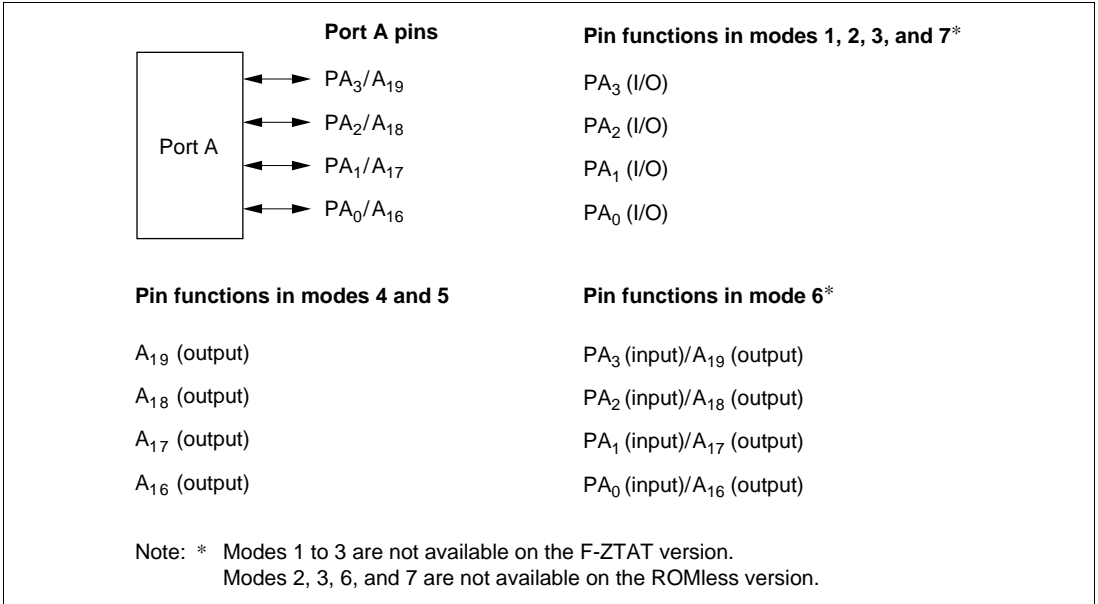 Port A pins
Port A
PA₃/A₁₉
PA₂/A₁₈
PA₁/A₁₇
PA₀/A₁₆
Pin functions in modes 1, 2, 3, and 7*
PA₃ (I/O)
PA₂ (I/O)
PA₁ (I/O)
PA₀ (I/O)
Pin functions in modes 4 and 5
A₁₉ (output)
A₁₈ (output)
A₁₇ (output)
A₁₆ (output)
Pin functions in mode 6*
PA₃ (input)/A₁₉ (output)
PA₂ (input)/A₁₈ (output)
PA₁ (input)/A₁₇ (output)
PA₀ (input)/A₁₆ (output)
Note: * Modes 1 to 3 are not available on the F-ZTAT version.
Modes 2, 3, 6, and 7 are not available on the ROMless version.